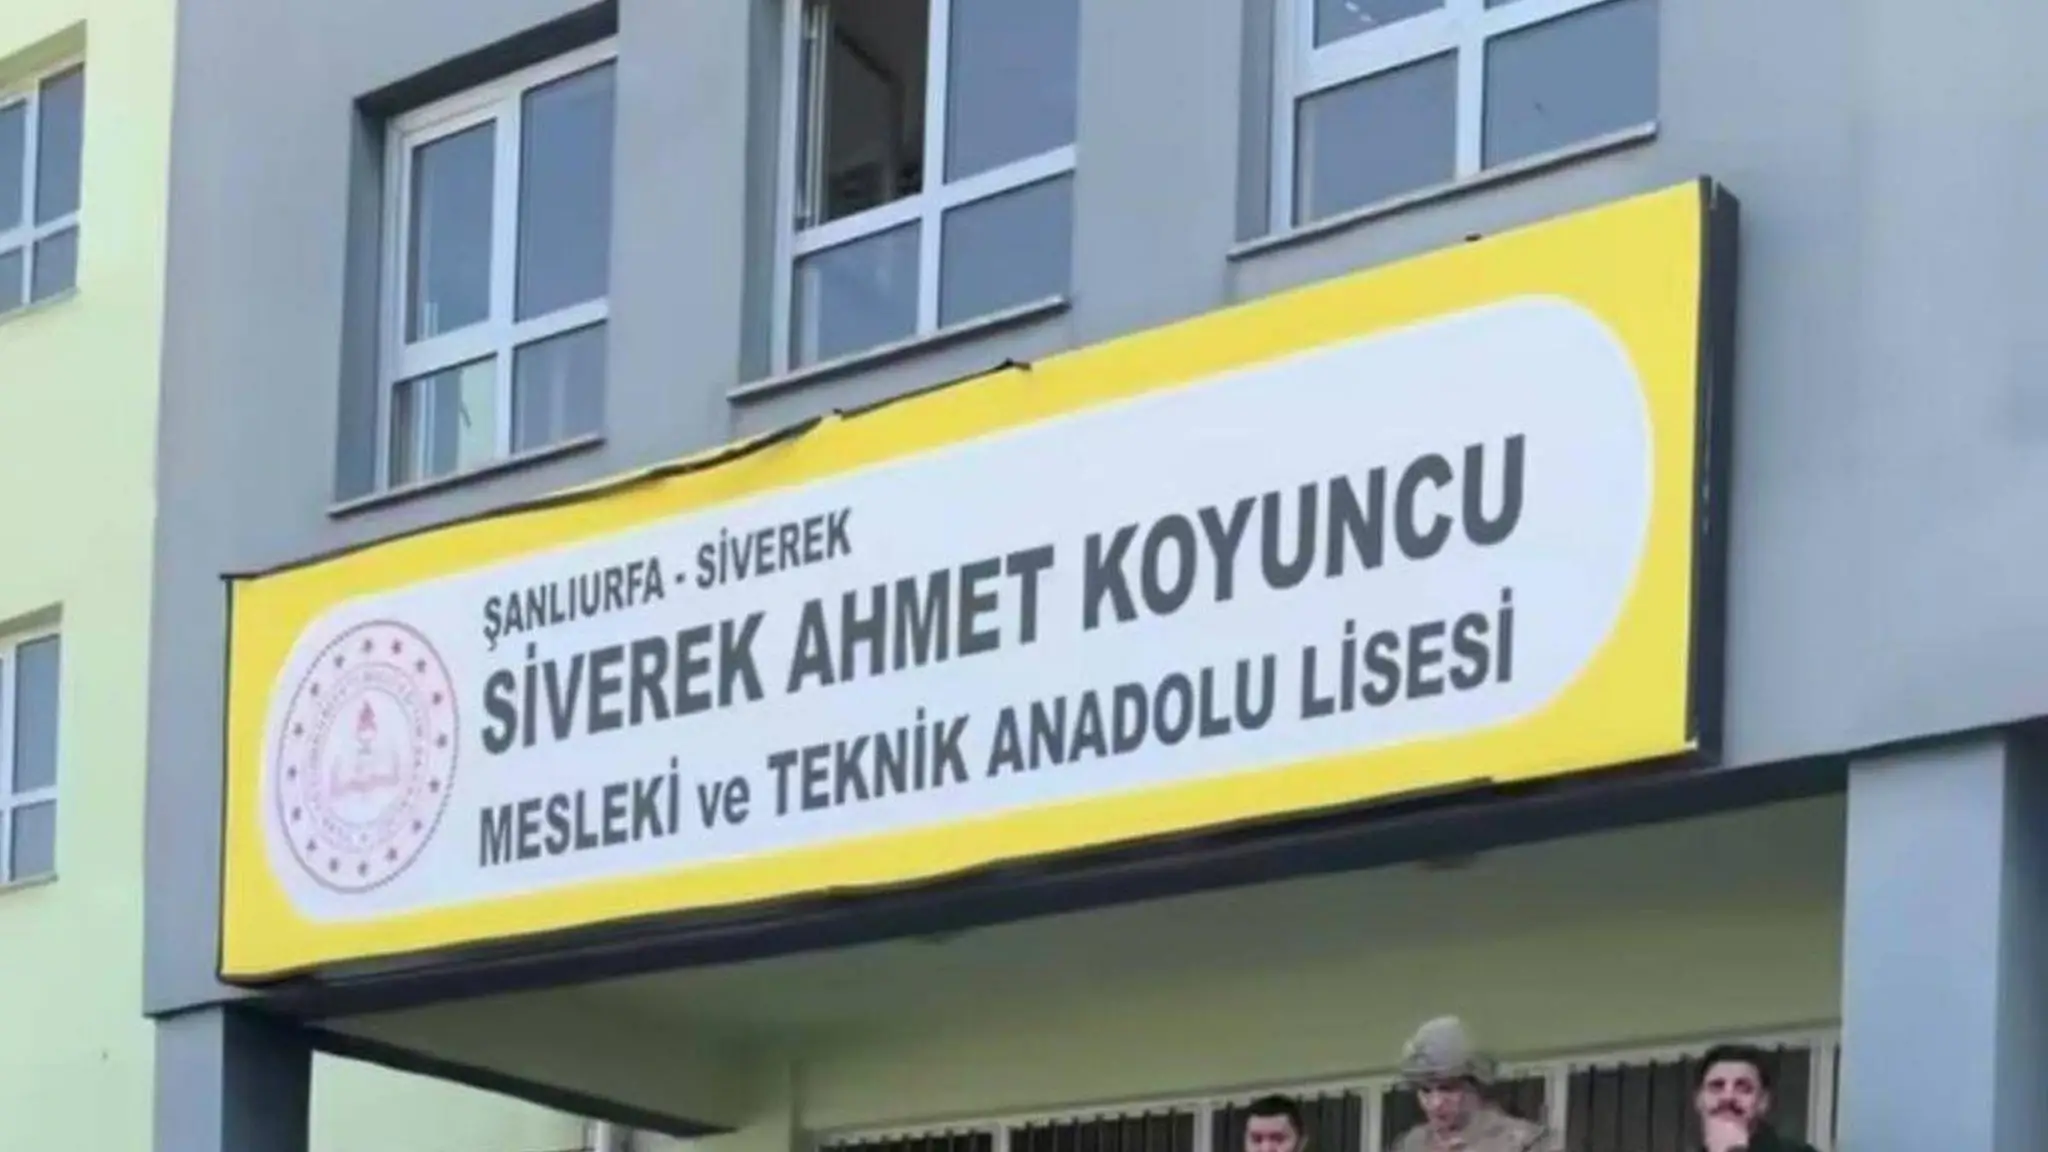 ŞANLIURFA - SİVEREK
SİVEREK AHMET KOYUNCU
MESLEKİ ve TEKNİK ANADOLU LİSESİ